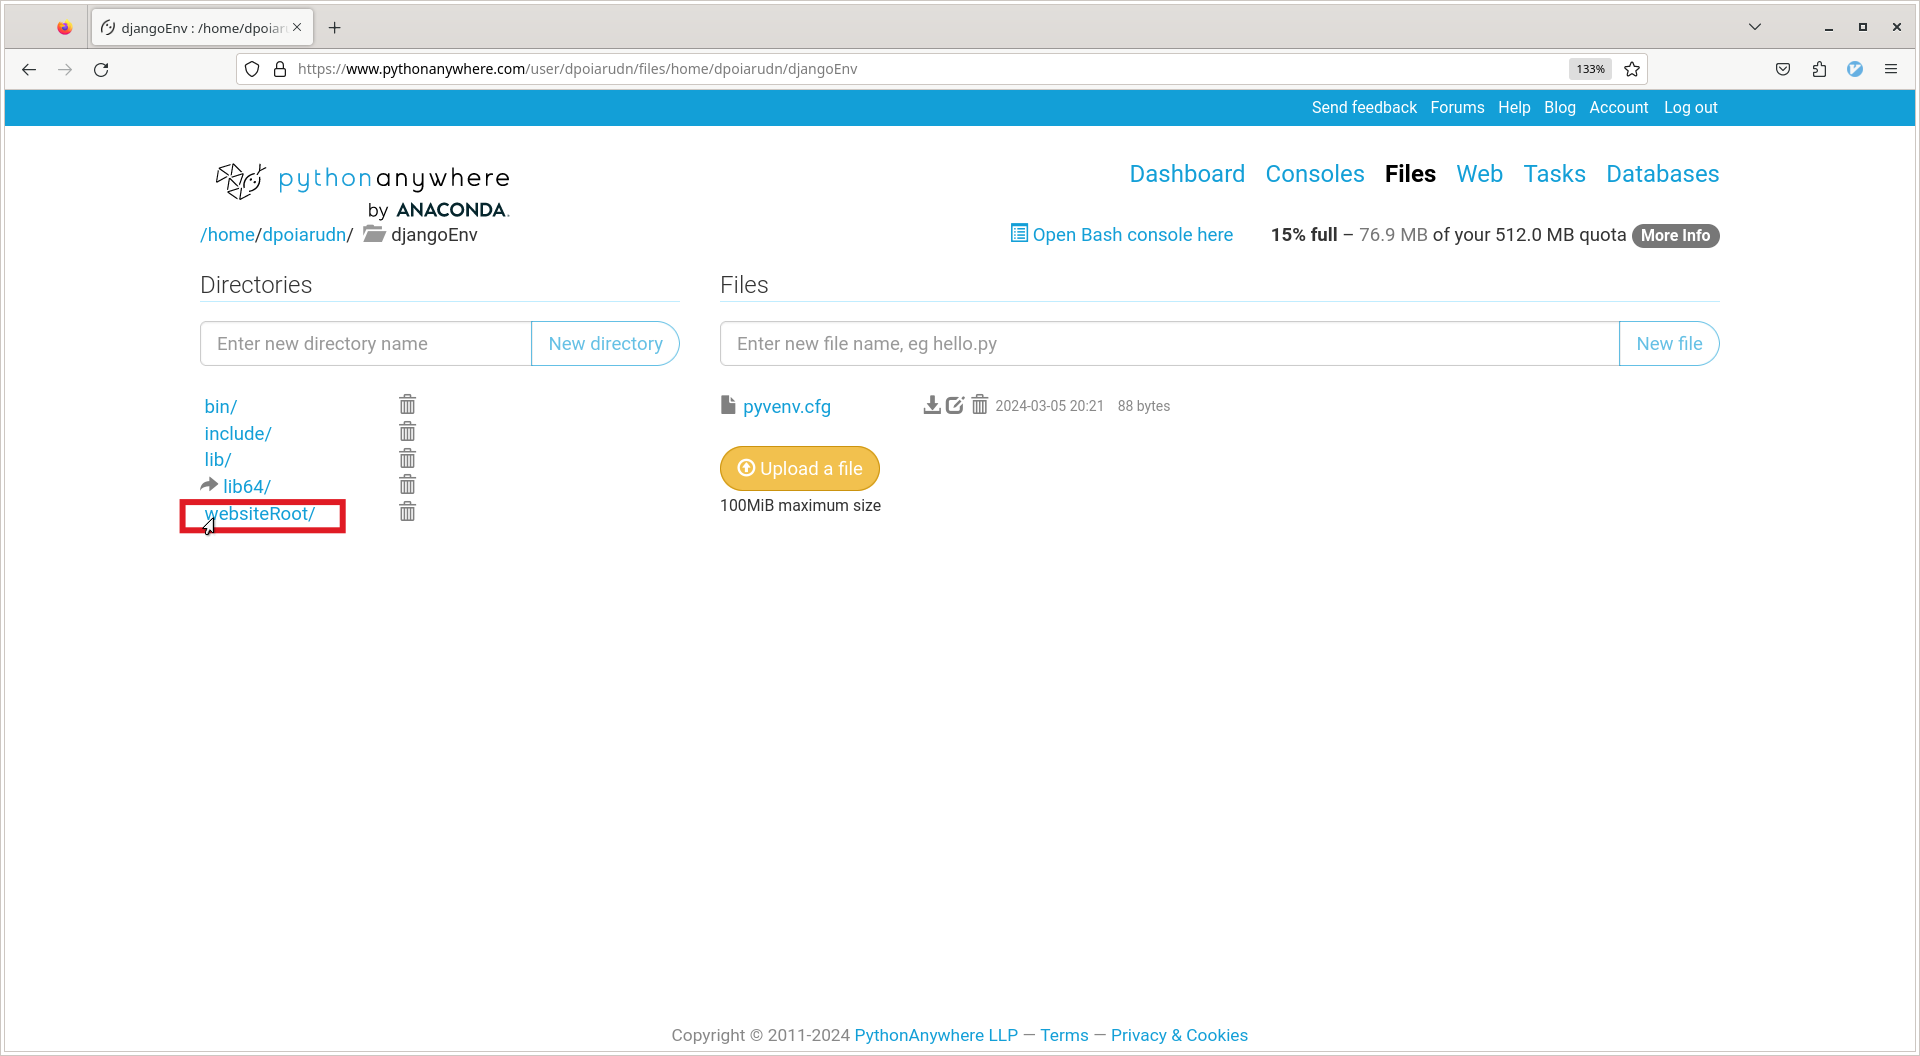 djangoEnv : /home/dpoiar
https://www.pythonanywhere.com/user/dpoiarudn/files/home/dpoiarudn/djangoEnv 133%
Send feedback Forums Help Blog Account Log out
pythonanywhere
by ANACONDA.
Dashboard Consoles Files Web Tasks Databases
/home/dpoiarudn/ djangoEnv Open Bash console here 15% full – 76.9 MB of your 512.0 MB quota More Info
Directories Files
Enter new directory name New directory Enter new file name, eg hello.py New file
bin/ pyvenv.cfg 2024-03-05 20:21 88 bytes
include/
lib/ Upload a file
lib64/
websiteRoot/ 100MiB maximum size
Copyright © 2011-2024 PythonAnywhere LLP — Terms — Privacy & Cookies